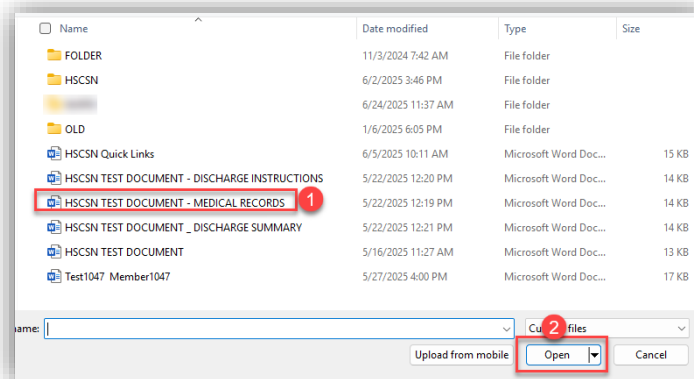 Name Date modified Type Size
FOLDER 11/3/2024 7:42 AM File folder
HSCSN 6/2/2025 3:46 PM File folder
6/24/2025 11:37 AM File folder
OLD 1/6/2025 6:05 PM File folder
HSCSN Quick Links 6/5/2025 10:11 AM Microsoft Word Doc... 15 KB
HSCSN TEST DOCUMENT - DISCHARGE INSTRUCTIONS 5/22/2025 12:20 PM Microsoft Word Doc... 14 KB
HSCSN TEST DOCUMENT - MEDICAL RECORDS 1 5/22/2025 12:19 PM Microsoft Word Doc... 14 KB
HSCSN TEST DOCUMENT _ DISCHARGE SUMMARY 5/22/2025 12:21 PM Microsoft Word Doc... 14 KB
HSCSN TEST DOCUMENT 5/16/2025 11:27 AM Microsoft Word Doc... 13 KB
Test1047 Member1047 5/27/2025 4:00 PM Microsoft Word Doc... 17 KB
ame: 2 files
Upload from mobile Open Cancel